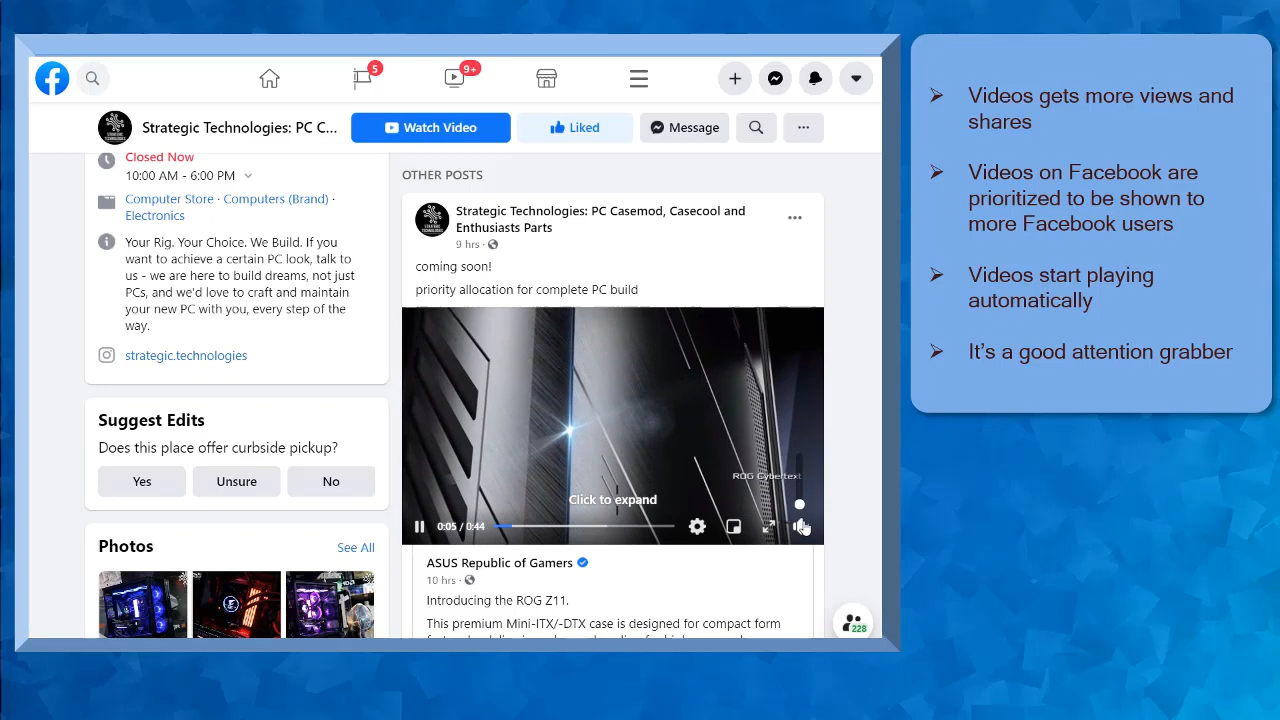 5
9+
Strategic Technologies: PC C...
Watch Video
Liked
Message
Closed Now
10:00 AM - 6:00 PM
Computer Store · Computers (Brand) ·
Electronics
Your Rig. Your Choice. We Build. If you
want to achieve a certain PC look, talk to
us - we are here to build dreams, not just
PCs, and we'd love to craft and maintain
your new PC with you, every step of the
way.
strategic.technologies
Suggest Edits
Does this place offer curbside pickup?
Yes
Unsure
No
Photos
See All
OTHER POSTS
Strategic Technologies: PC Casemod, Casecool and
Enthusiasts Parts
9 hrs ·
coming soon!
priority allocation for complete PC build
ROG Cybertext
Click to expand
0:05 / 0:44
ASUS Republic of Gamers
10 hrs ·
Introducing the ROG Z11.
This premium Mini-ITX/-DTX case is designed for compact form
228
Videos gets more views and
shares
Videos on Facebook are
prioritized to be shown to
more Facebook users
Videos start playing
automatically
It's a good attention grabber